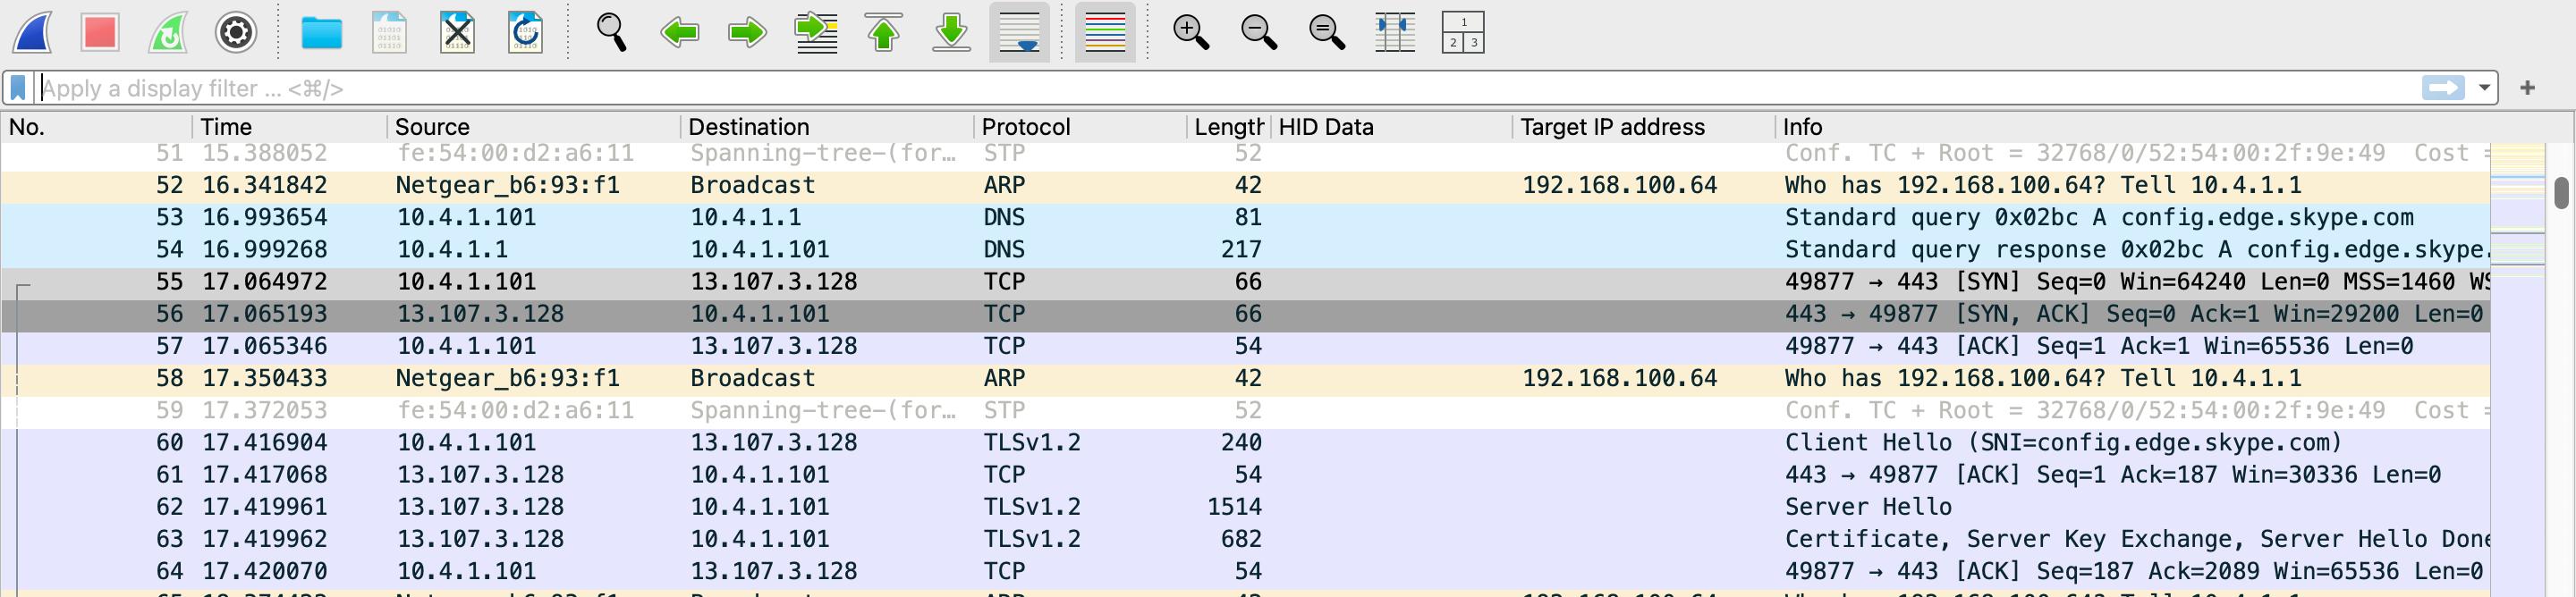 Apply a display filter ... <⌘/>
No. Time Source Destination Protocol Length HID Data Target IP address Info
51 15.388052 fe:54:00:d2:a6:11 Spanning-tree-(for… STP 52 Conf. TC + Root = 32768/0/52:54:00:2f:9e:49 Cost =
52 16.341842 Netgear_b6:93:f1 Broadcast ARP 42 192.168.100.64 Who has 192.168.100.64? Tell 10.4.1.1
53 16.993654 10.4.1.101 10.4.1.1 DNS 81 Standard query 0x02bc A config.edge.skype.com
54 16.999268 10.4.1.1 10.4.1.101 DNS 217 Standard query response 0x02bc A config.edge.skype.
55 17.064972 10.4.1.101 13.107.3.128 TCP 66 49877 → 443 [SYN] Seq=0 Win=64240 Len=0 MSS=1460 WS
56 17.065193 13.107.3.128 10.4.1.101 TCP 66 443 → 49877 [SYN, ACK] Seq=0 Ack=1 Win=29200 Len=0
57 17.065346 10.4.1.101 13.107.3.128 TCP 54 49877 → 443 [ACK] Seq=1 Ack=1 Win=65536 Len=0
58 17.350433 Netgear_b6:93:f1 Broadcast ARP 42 192.168.100.64 Who has 192.168.100.64? Tell 10.4.1.1
59 17.372053 fe:54:00:d2:a6:11 Spanning-tree-(for… STP 52 Conf. TC + Root = 32768/0/52:54:00:2f:9e:49 Cost =
60 17.416904 10.4.1.101 13.107.3.128 TLSv1.2 240 Client Hello (SNI=config.edge.skype.com)
61 17.417068 13.107.3.128 10.4.1.101 TCP 54 443 → 49877 [ACK] Seq=1 Ack=187 Win=30336 Len=0
62 17.419961 13.107.3.128 10.4.1.101 TLSv1.2 1514 Server Hello
63 17.419962 13.107.3.128 10.4.1.101 TLSv1.2 682 Certificate, Server Key Exchange, Server Hello Done
64 17.420070 10.4.1.101 13.107.3.128 TCP 54 49877 → 443 [ACK] Seq=187 Ack=2089 Win=65536 Len=0